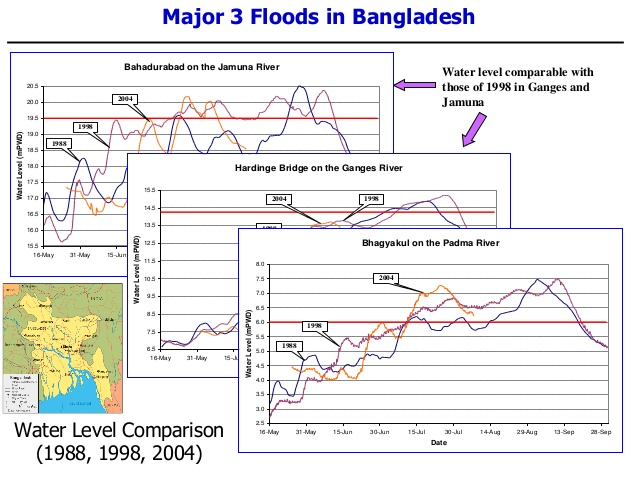 Major 3 Floods in Bangladesh
Bahadurabad on the Jamuna River
Water level comparable with
those of 1998 in Ganges and
Jamuna
Water Level (mPWD)
20.5
20.0
19.5
19.0
18.5
18.0
17.5
17.0
16.5
16.0
15.5
2004
1998
1988
16-May
31-May
15-Jun
Hardinge Bridge on the Ganges River
Water Level (mPWD)
15.5
14.5
13.5
12.5
11.5
10.5
9.5
8.5
7.5
6.5
2004
1998
16-May
31-May
Bhagyakul on the Padma River
Water Level (mPWD)
8.0
7.5
7.0
6.5
6.0
5.5
5.0
4.5
4.0
3.5
3.0
2.5
2004
1998
1988
16-May
31-May
15-Jun
30-Jun
15-Jul
30-Jul
14-Aug
29-Aug
13-Sep
28-Sep
Date
Water Level Comparison
(1988, 1998, 2004)